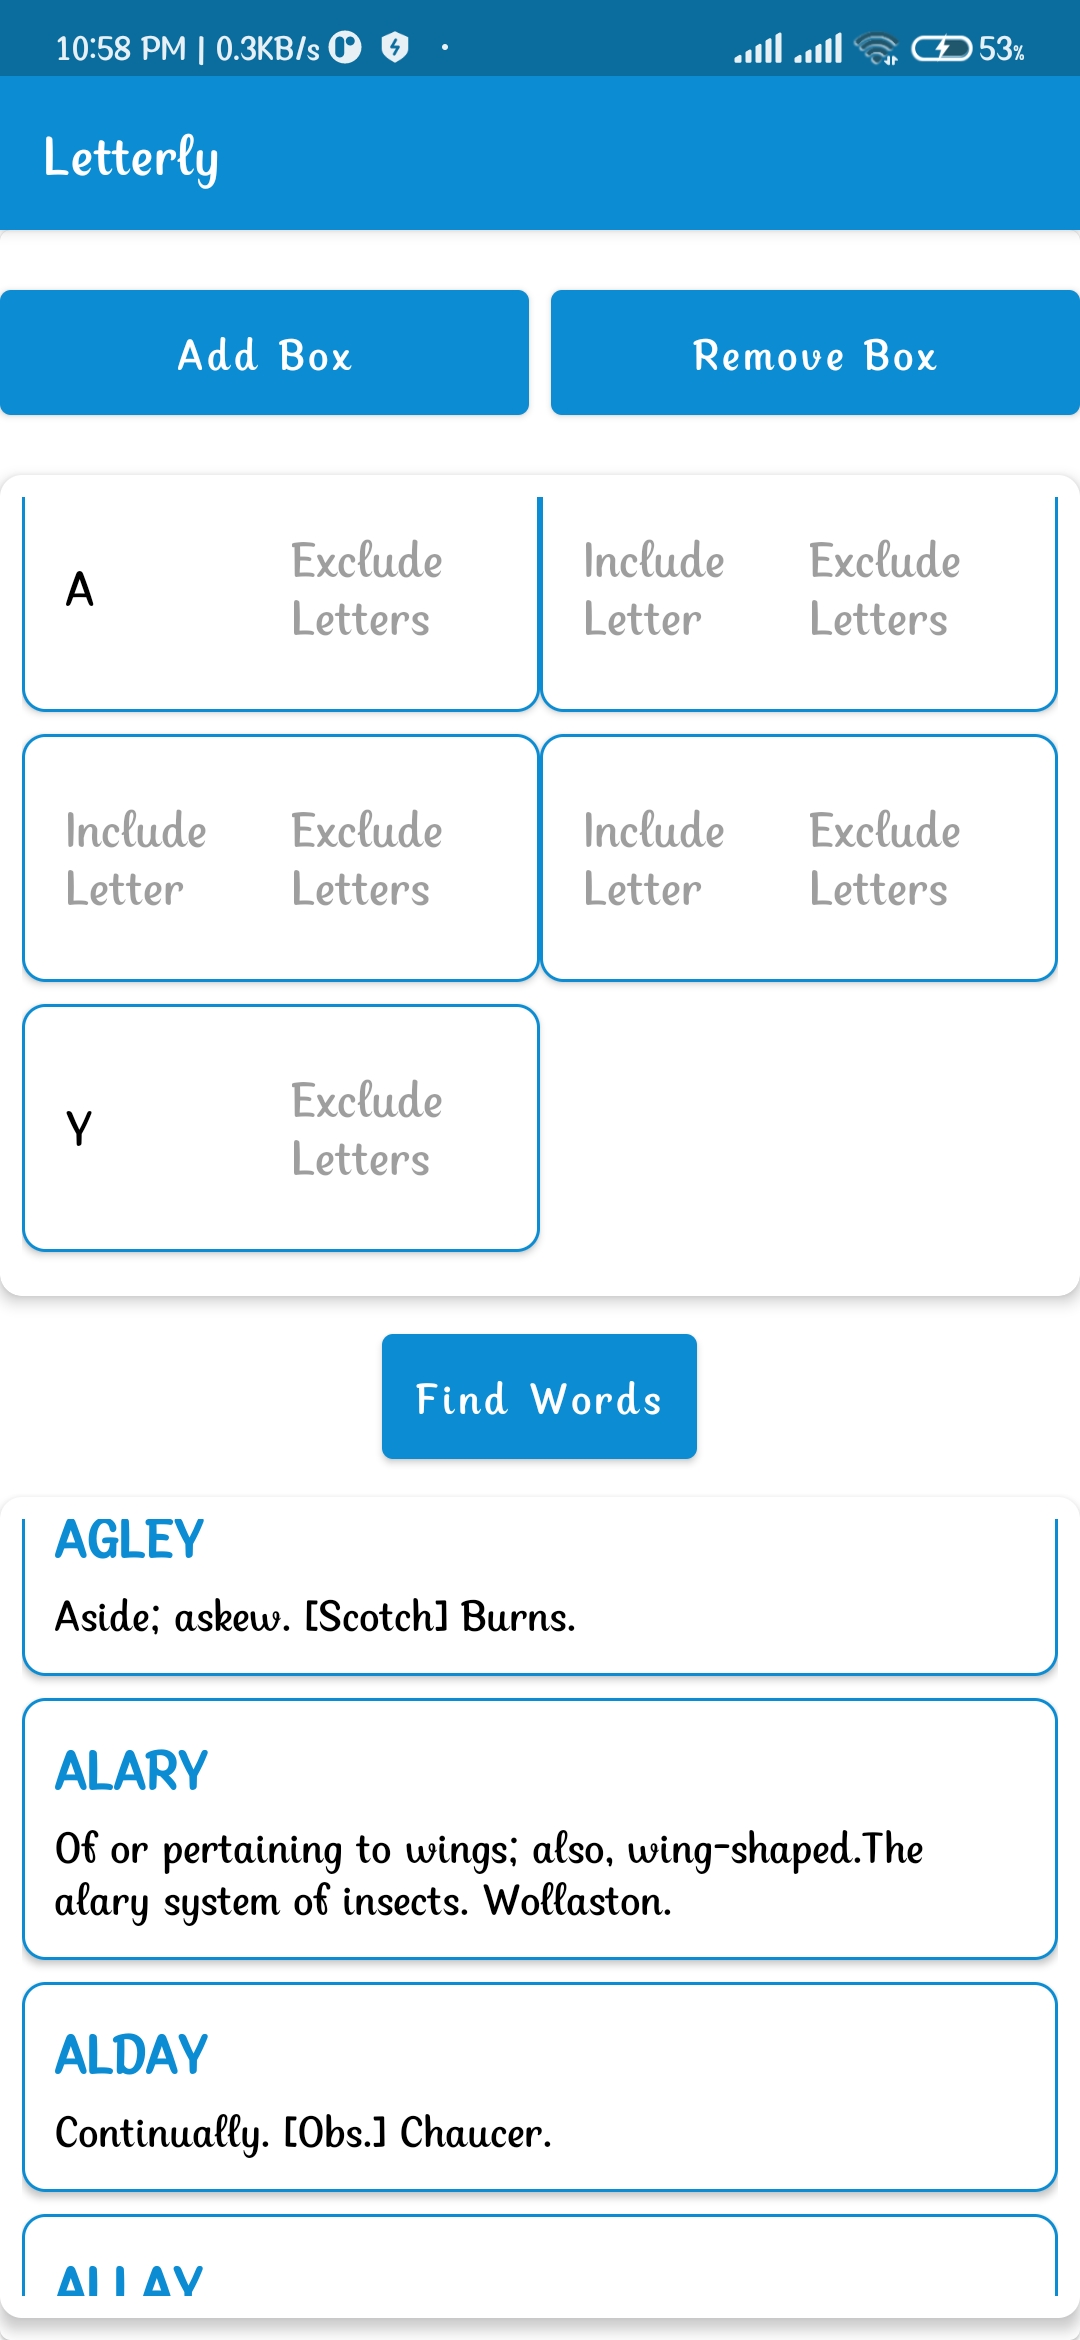 10:58 PM | 0.3KB/s 53%
Letterly
Add Box Remove Box
A Exclude Letters Include Letter Exclude Letters
Include Letter Exclude Letters Include Letter Exclude Letters
Y Exclude Letters
Find Words
AGLEY
Aside; askew. [Scotch] Burns.
ALARY
Of or pertaining to wings; also, wing-shaped.The
alary system of insects. Wollaston.
ALDAY
Continually. [Obs.] Chaucer.
ALLAY